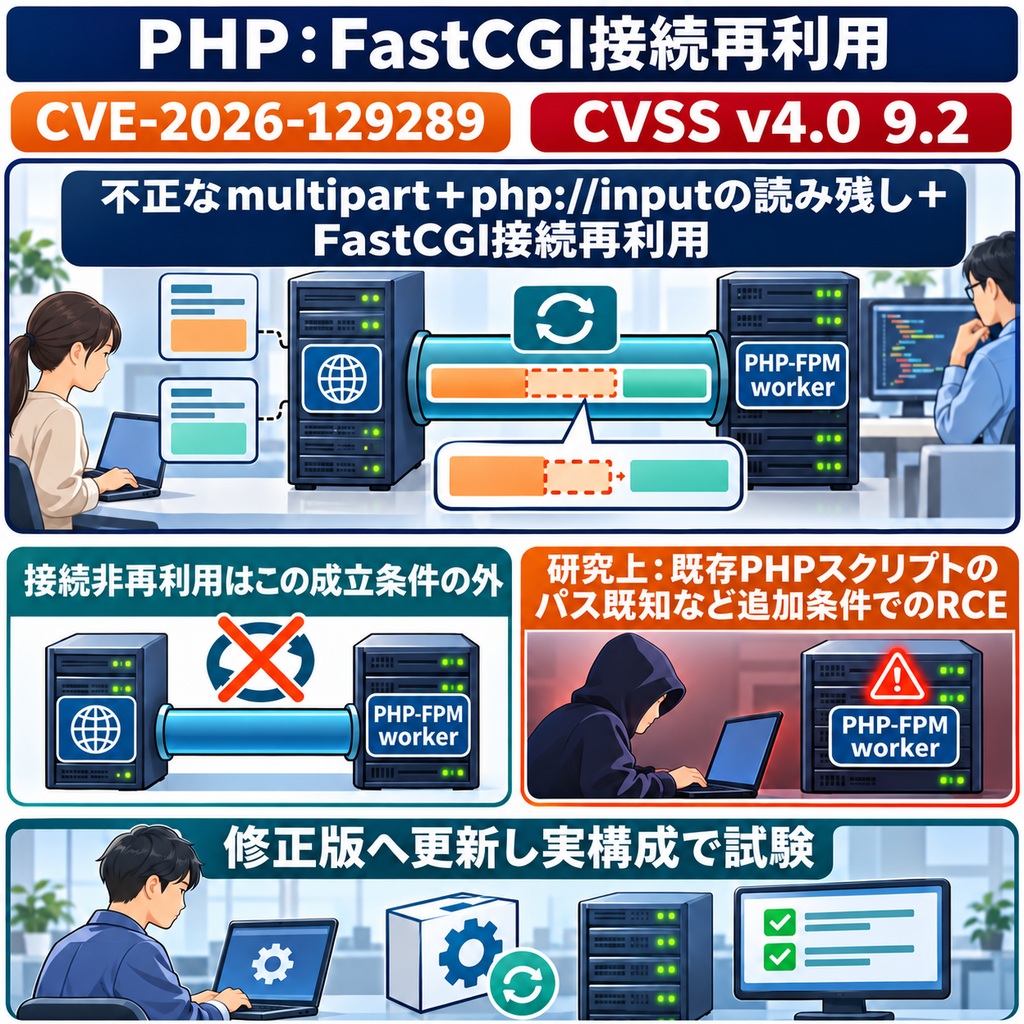 PHP：FastCGI接続再利用
CVE-2026-129289
CVSS v4.0 9.2
不正なmultipart＋php://inputの読み残し＋
FastCGI接続再利用
PHP-FPM
worker
接続非再利用はこの成立条件の外
PHP-FPM
worker
研究上：既存PHPスクリプトの
パス既知など追加条件でのRCE
PHP-FPM
worker
修正版へ更新し実構成で試験